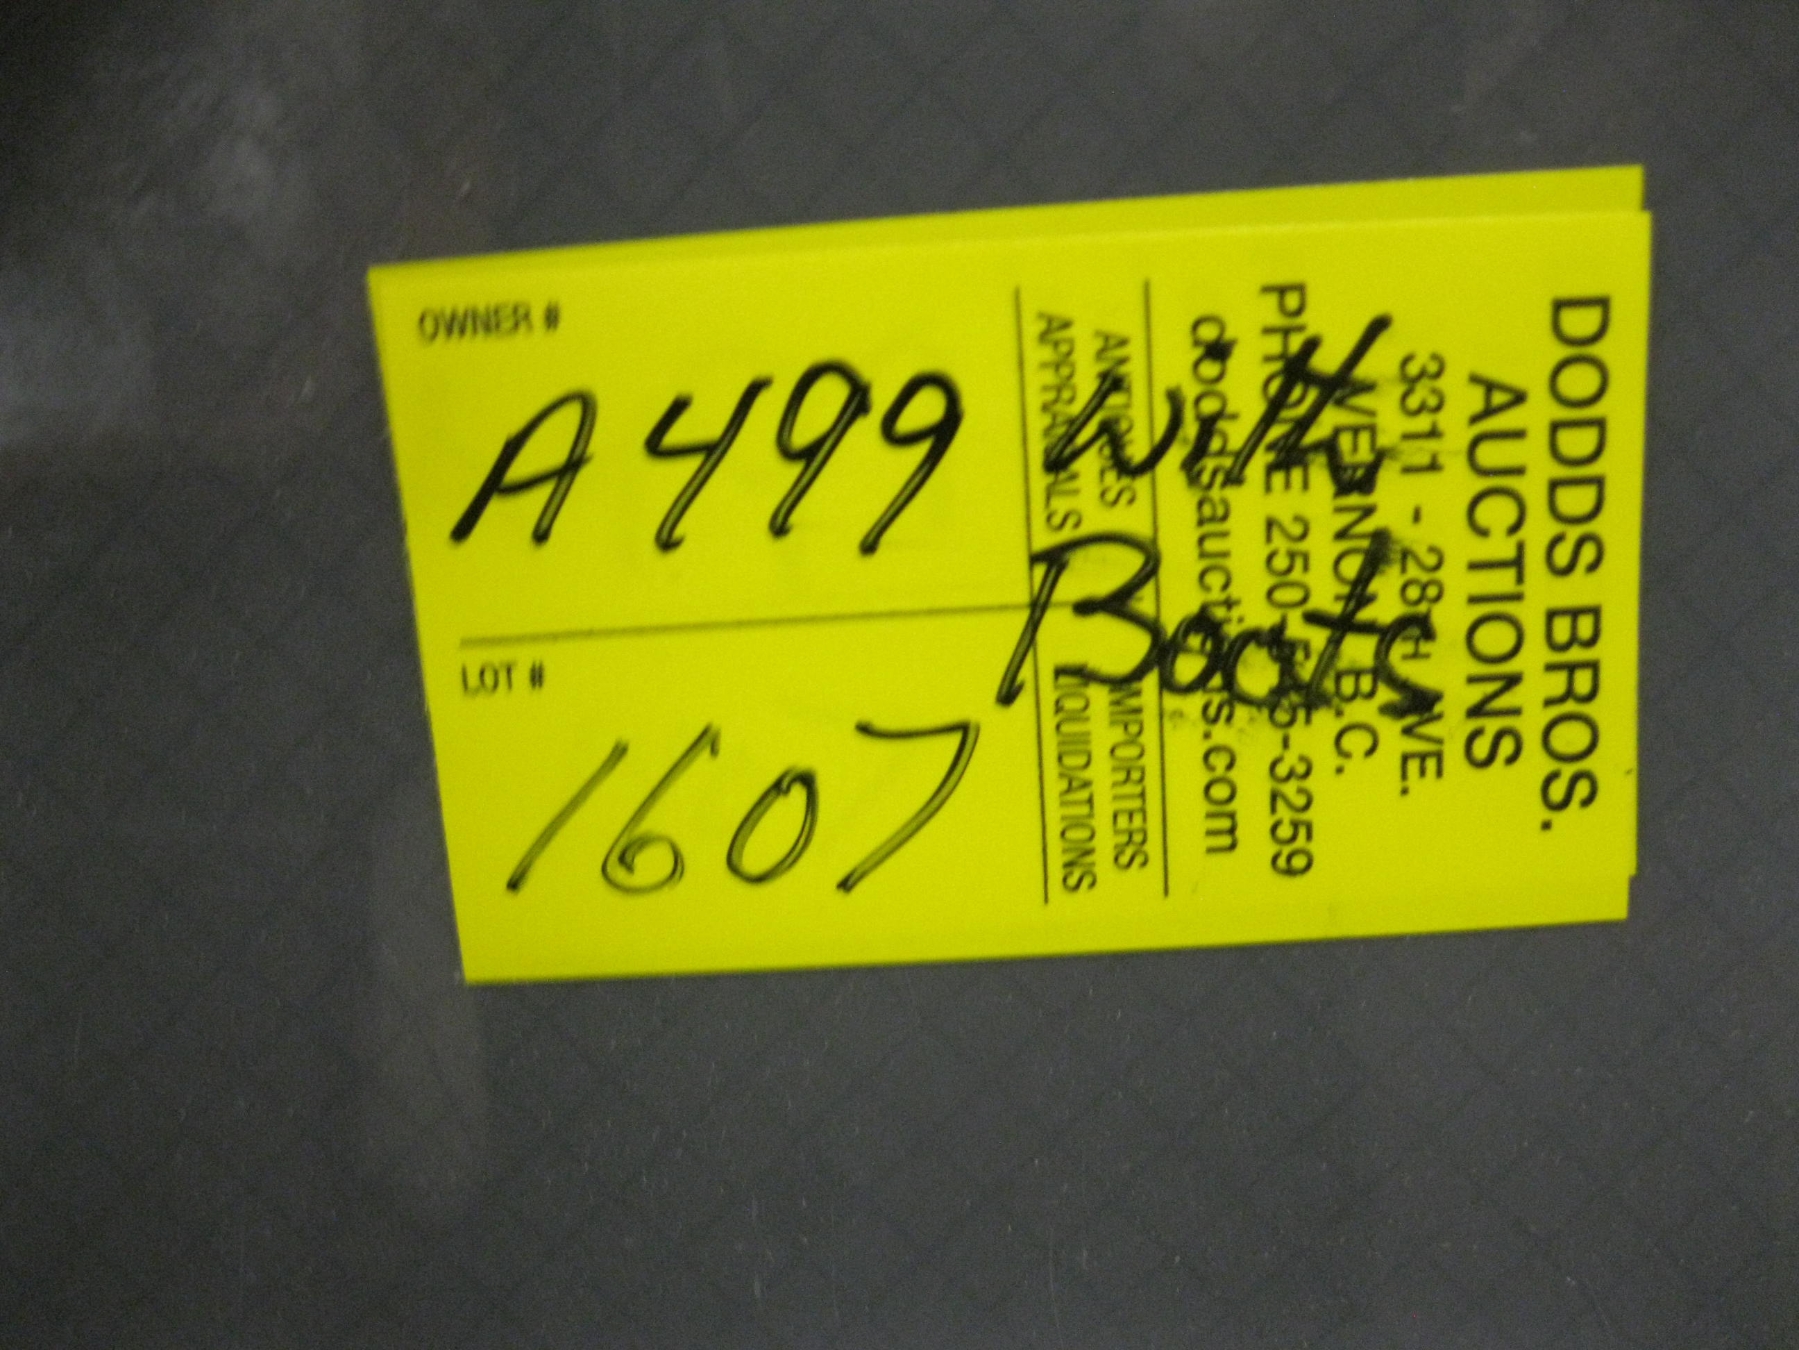 OWNER #
A499
LOT #
1607
With
Boats
DODDS BROS.
AUCTIONS
3311 - 28TH AVE.
VERNON, B.C.
PHONE 250-545-3259
doddsauctions.com
ANTIQUES IMPORTERS
APPRAISALS LIQUIDATIONS